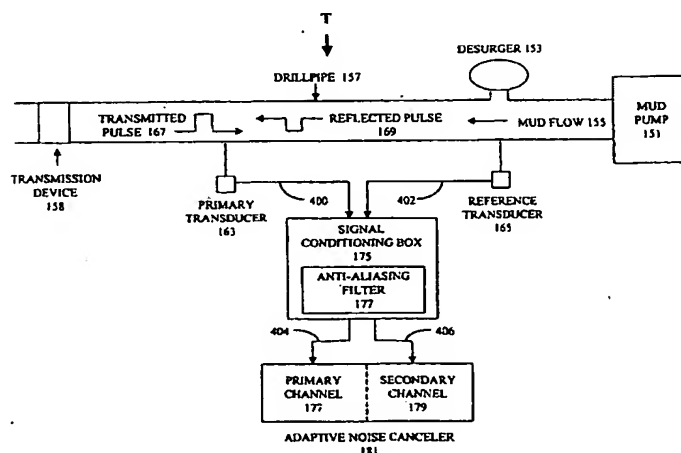 T
DESURGER 153
DRILLPIPE 157
TRANSMITTED
PULSE 167
REFLECTED PULSE
169
MUD FLOW 155
MUD
PUMP
151
TRANSMISSION
DEVICE
158
400
402
PRIMARY
TRANSDUCER
163
REFERENCE
TRANSDUCER
165
SIGNAL
CONDITIONING BOX
175
ANTI-ALIASING
FILTER
177
404
406
PRIMARY
CHANNEL
177
SECONDARY
CHANNEL
179
ADAPTIVE NOISE CANCELER
181